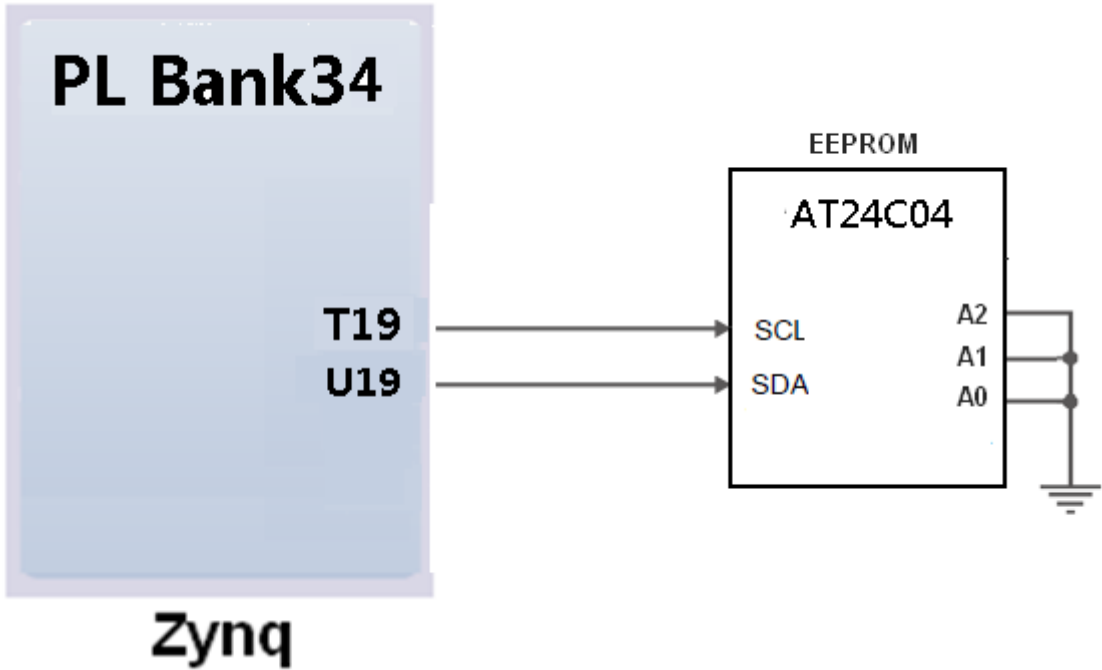 PL Bank34
EEPROM
AT24C04
T19
SCL
A2
A1
U19
SDA
A0
Zynq